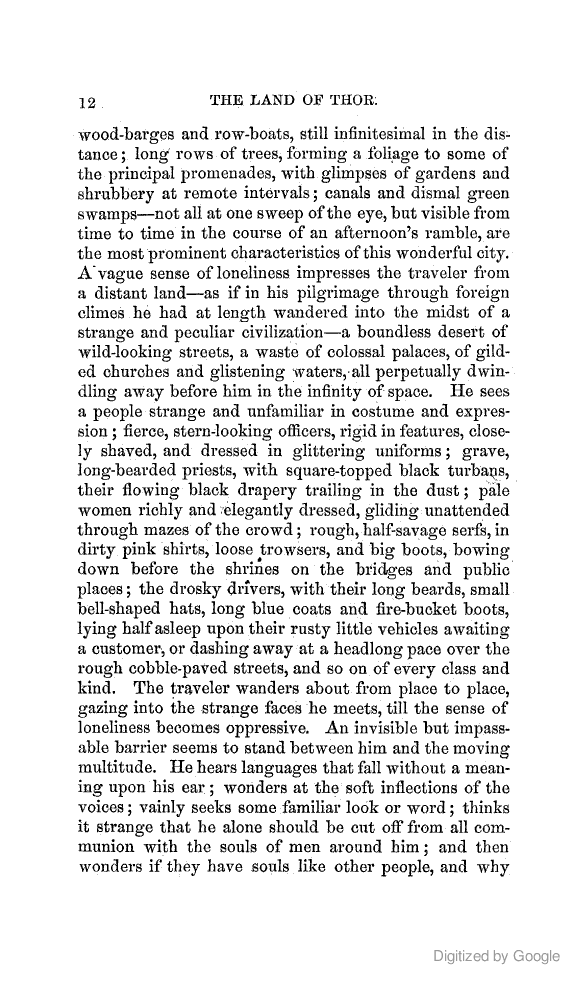 12
THE LAND OF THOR.
wood-barges and row-boats, still infinitesimal in the dis-
tance; long rows of trees, forming a foliage to some of
the principal promenades, with glimpses of gardens and
shrubbery at remote intervals; canals and dismal green
swamps—not all at one sweep of the eye, but visible from
time to time in the course of an afternoon's ramble, are
the most prominent characteristics of this wonderful city.
A vague sense of loneliness impresses the traveler from
a distant land—as if in his pilgrimage through foreign
climes he had at length wandered into the midst of a
strange and peculiar civilization—a boundless desert of
wild-looking streets, a waste of colossal palaces, of gild-
ed churches and glistening waters, all perpetually dwin-
dling away before him in the infinity of space. He sees
a people strange and unfamiliar in costume and expres-
sion; fierce, stern-looking officers, rigid in features, close-
ly shaved, and dressed in glittering uniforms; grave,
long-bearded priests, with square-topped black turbans,
their flowing black drapery trailing in the dust; pale
women richly and elegantly dressed, gliding unattended
through mazes of the crowd; rough, half-savage serfs, in
dirty pink shirts, loose trowsers, and big boots, bowing
down before the shrines on the bridges and public
places; the drosky drivers, with their long beards, small
bell-shaped hats, long blue coats and fire-bucket boots,
lying half asleep upon their rusty little vehicles awaiting
a customer, or dashing away at a headlong pace over the
rough cobble-paved streets, and so on of every class and
kind. The traveler wanders about from place to place,
gazing into the strange faces he meets, till the sense of
loneliness becomes oppressive. An invisible but impass-
able barrier seems to stand between him and the moving
multitude. He hears languages that fall without a mean-
ing upon his ear; wonders at the soft inflections of the
voices; vainly seeks some familiar look or word; thinks
it strange that he alone should be cut off from all com-
munion with the souls of men around him; and then
wonders if they have souls like other people, and why
Digitized by Google